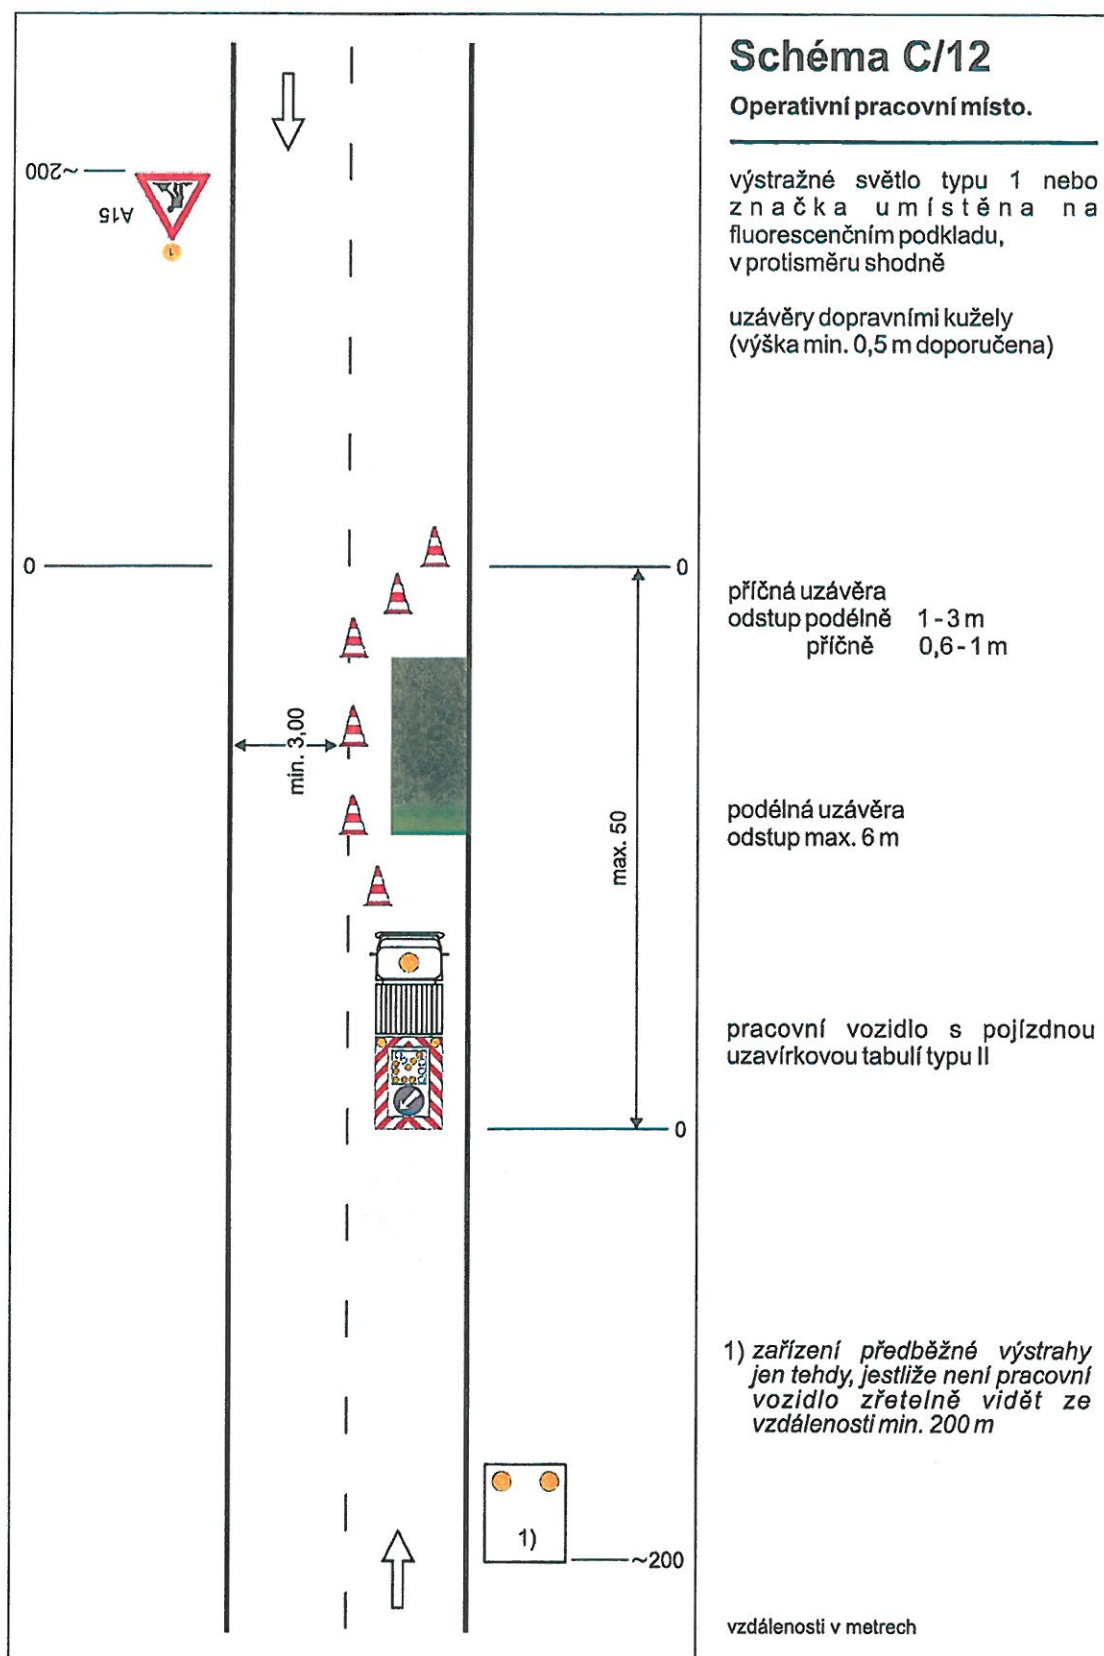 Schéma C/12
Operativní pracovní místo.
výstražné světlo typu 1 nebo
značka umístěna na
fluorescenčním podkladu,
v protisměru shodně
uzávěry dopravními kužely
(výška min. 0,5 m doporučena)
~200
A15
1
0
0
příčná uzávěra
odstup podélně 1-3 m
příčně 0,6-1 m
min. 3,00
max. 50
podélná uzávěra
odstup max. 6 m
pracovní vozidlo s pojízdnou
uzavírkovou tabulí typu II
0
1) zařízení předběžné výstrahy
jen tehdy, jestliže není pracovní
vozidlo zřetelně vidět ze
vzdálenosti min. 200 m
1)
~200
vzdálenosti v metrech